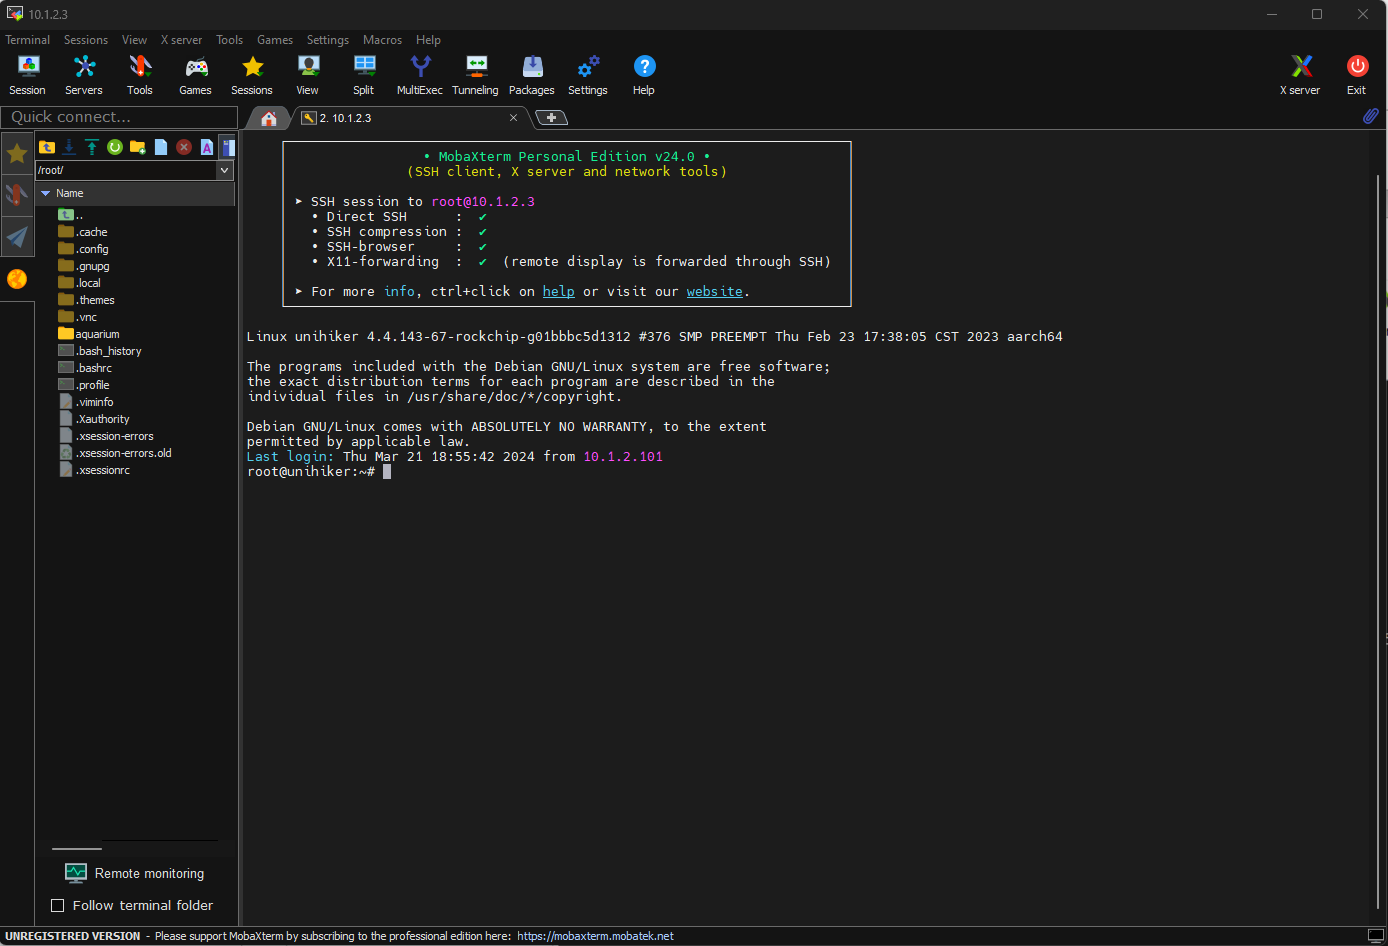 10.1.2.3
Terminal Sessions View X server Tools Games Settings Macros Help
Session Servers Tools Games Sessions View Split MultiExec Tunneling Packages Settings Help X server Exit
Quick connect...
2. 10.1.2.3
/root/
Name
..
.cache
.config
.gnupg
.local
.themes
.vnc
aquarium
.bash_history
.bashrc
.profile
.viminfo
.Xauthority
.xsession-errors
.xsession-errors.old
.xsessionrc
Remote monitoring
Follow terminal folder
• MobaXterm Personal Edition v24.0 •
(SSH client, X server and network tools)
➤ SSH session to root@10.1.2.3
• Direct SSH : ✔
• SSH compression : ✔
• SSH-browser : ✔
• X11-forwarding : ✔ (remote display is forwarded through SSH)
➤ For more info, ctrl+click on help or visit our website.
Linux unihiker 4.4.143-67-rockchip-g01bbbc5d1312 #376 SMP PREEMPT Thu Feb 23 17:38:05 CST 2023 aarch64
The programs included with the Debian GNU/Linux system are free software;
the exact distribution terms for each program are described in the
individual files in /usr/share/doc/*/copyright.
Debian GNU/Linux comes with ABSOLUTELY NO WARRANTY, to the extent
permitted by applicable law.
Last login: Thu Mar 21 18:55:42 2024 from 10.1.2.101
root@unihiker:~#
UNREGISTERED VERSION - Please support MobaXterm by subscribing to the professional edition here: https://mobaxterm.mobatek.net